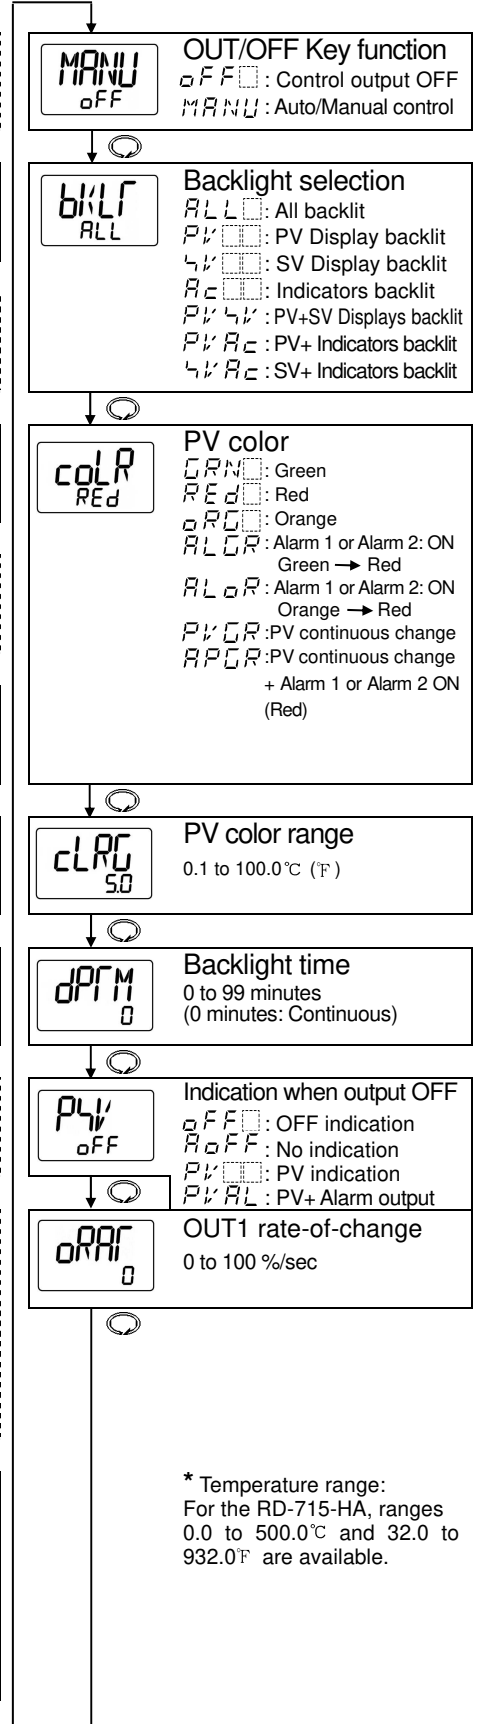 MANU
oFF
OUT/OFF Key function
oFF□ : Control output OFF
MANU : Auto/Manual control
bKLT
ALL
Backlight selection
ALL□ : All backlit
PV□□ : PV Display backlit
SV□□ : SV Display backlit
Ac□□ : Indicators backlit
PVSV : PV+SV Displays backlit
PVAc : PV+ Indicators backlit
SVAc : SV+ Indicators backlit
coLR
REd
PV color
GRN□ : Green
REd□ : Red
oRG□ : Orange
ALGR : Alarm 1 or Alarm 2: ON
Green → Red
ALoR : Alarm 1 or Alarm 2: ON
Orange → Red
PVGR :PV continuous change
APGR :PV continuous change
+ Alarm 1 or Alarm 2 ON
(Red)
cLRG
5.0
PV color range
0.1 to 100.0℃ (℉)
dPTM
0
Backlight time
0 to 99 minutes
(0 minutes: Continuous)
PSV
oFF
Indication when output OFF
oFF□ : OFF indication
AoFF : No indication
PV□□ : PV indication
PVAL : PV+ Alarm output
oRAT
0
OUT1 rate-of-change
0 to 100 %/sec
* Temperature range:
For the RD-715-HA, ranges
0.0 to 500.0℃ and 32.0 to
932.0℉ are available.